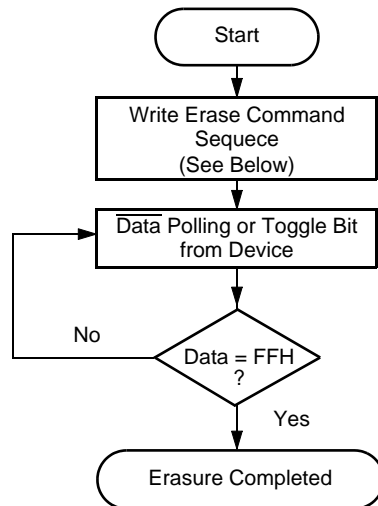 Start
Write Erase Command
Sequece
(See Below)
Data Polling or Toggle Bit
from Device
No
Data = FFH
?
Yes
Erasure Completed